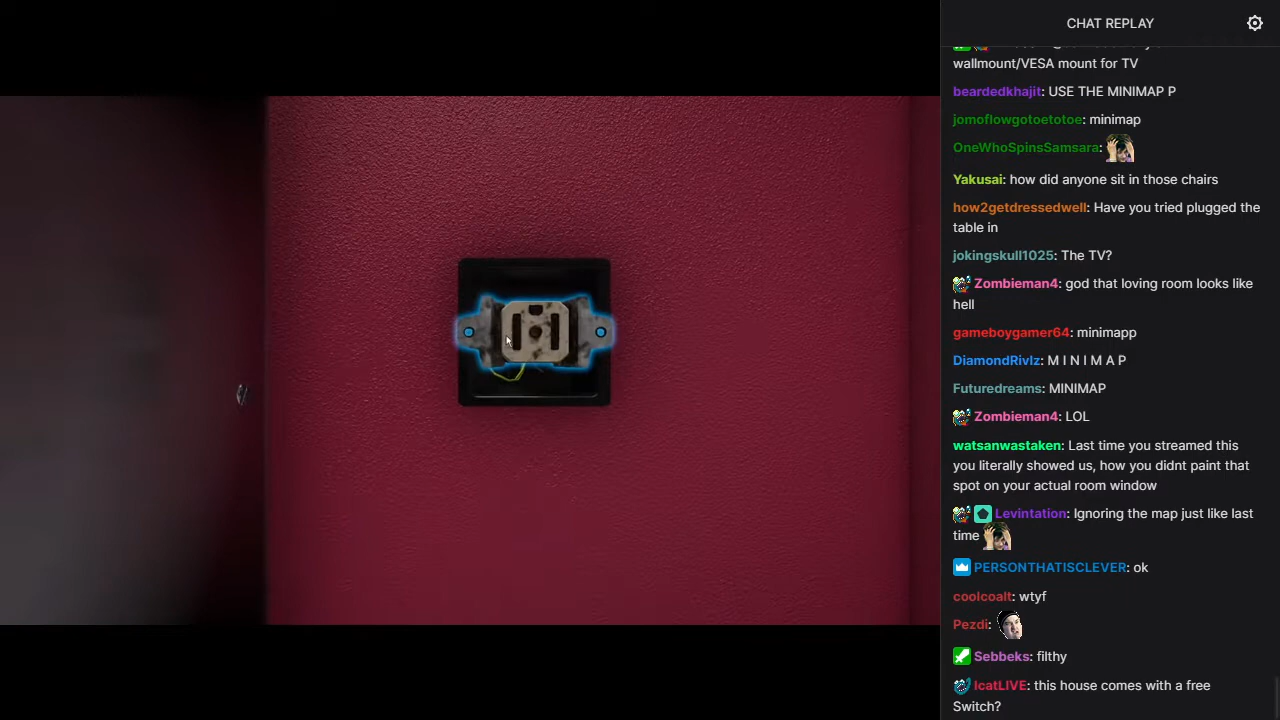 CHAT REPLAY
wallmount/VESA mount for TV
beardedkhajit: USE THE MINIMAP P
jomoflowgotoetotoe: minimap
OneWhoSpinsSamsara:
Yakusai: how did anyone sit in those chairs
how2getdressedwell: Have you tried plugged the
table in
jokingskull1025: The TV?
Zombieman4: god that loving room looks like
hell
gameboygamer64: minimapp
DiamondRivlz: M I N I M A P
Futuredreams: MINIMAP
Zombieman4: LOL
watsanwastaken: Last time you streamed this
you literally showed us, how you didnt paint that
spot on your actual room window
Levintation: Ignoring the map just like last
time
PERSONTHATISCLEVER: ok
coolcoalt: wtyf
Pezdi:
Sebbeks: filthy
IcatLIVE: this house comes with a free
Switch?